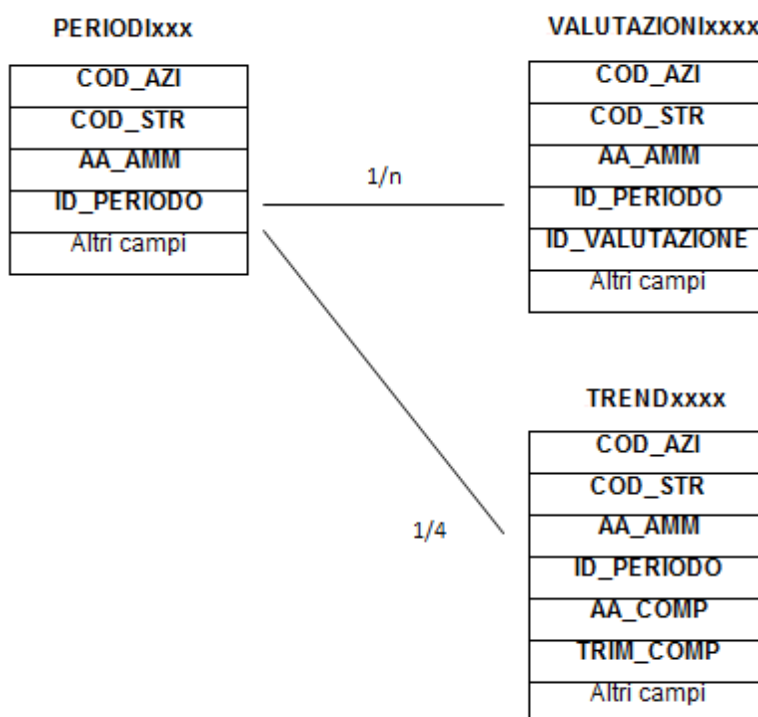 PERIODIxxx
COD_AZI
COD_STR
AA_AMM
ID_PERIODO
Altri campi
1/n
1/4
VALUTAZIONIxxxx
COD_AZI
COD_STR
AA_AMM
ID_PERIODO
ID_VALUTAZIONE
Altri campi
TRENDxxxx
COD_AZI
COD_STR
AA_AMM
ID_PERIODO
AA_COMP
TRIM_COMP
Altri campi